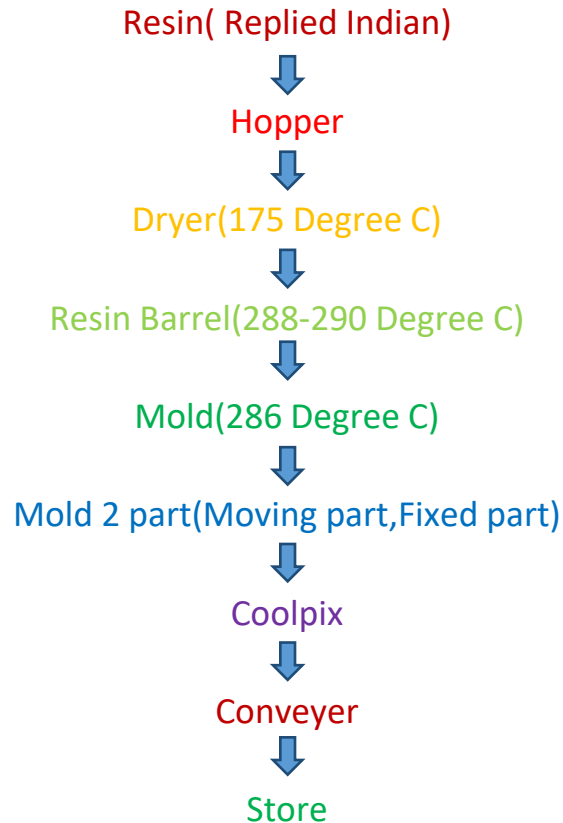 Resin( Replied Indian)
Hopper
Dryer(175 Degree C)
Resin Barrel(288-290 Degree C)
Mold(286 Degree C)
Mold 2 part(Moving part,Fixed part)
Coolpix
Conveyer
Store